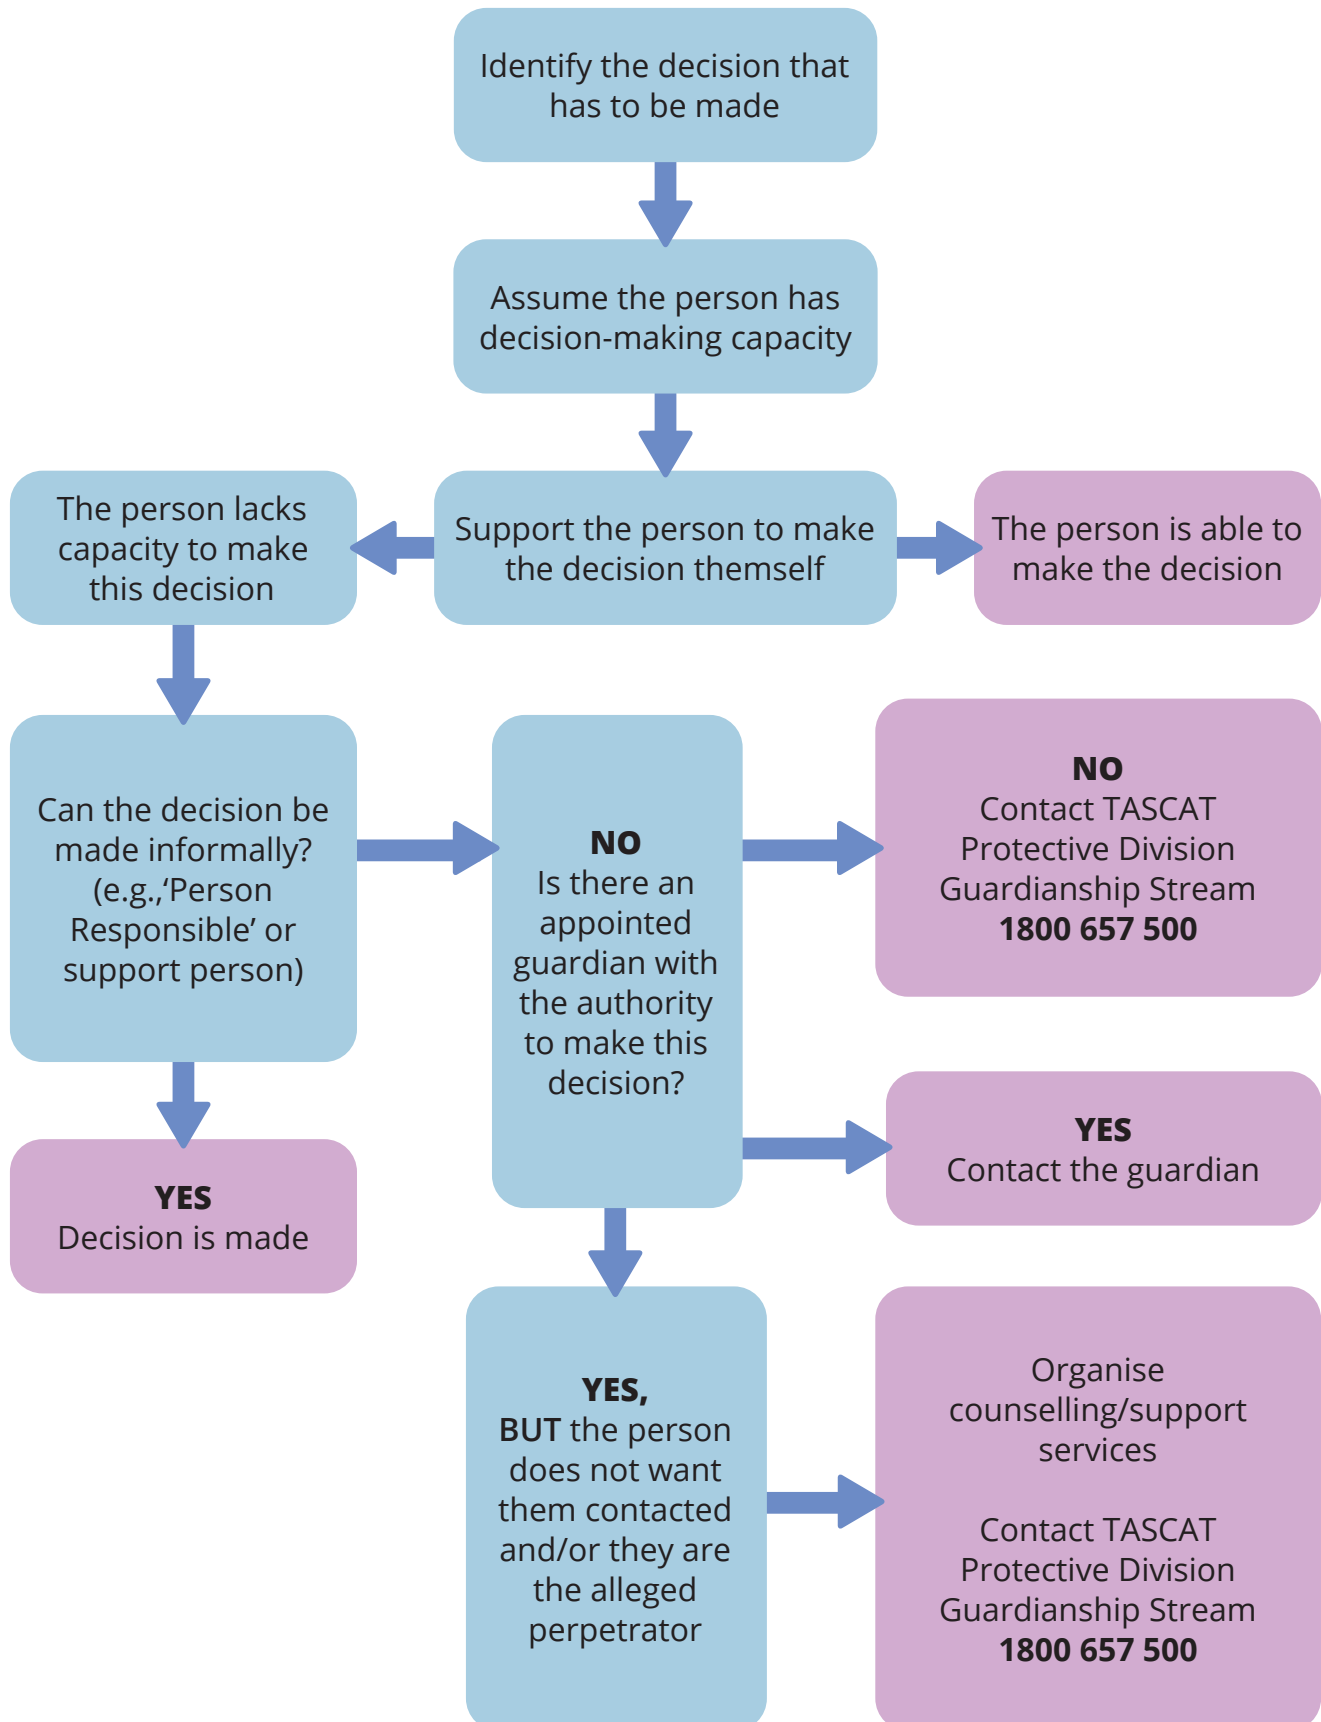 Identify the decision that
has to be made
Assume the person has
decision-making capacity
The person lacks
capacity to make
this decision
Support the person to make
the decision themself
The person is able to
make the decision
Can the decision be
made informally?
(e.g.,‘Person
Responsible’ or
support person)
NO
Is there an
appointed
guardian with
the authority
to make this
decision?
NO
Contact TASCAT
Protective Division
Guardianship Stream
1800 657 500
YES
Contact the guardian
YES
Decision is made
YES,
BUT the person
does not want
them contacted
and/or they are
the alleged
perpetrator
Organise
counselling/support
services
Contact TASCAT
Protective Division
Guardianship Stream
1800 657 500